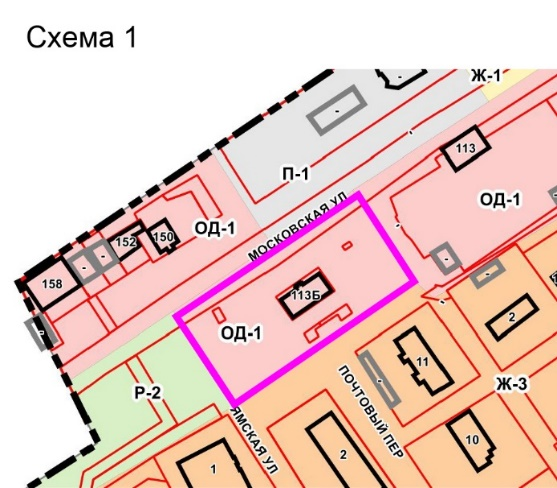 Схема 1
Ж-1
113
П-1
ОД-1
МОСКОВСКАЯ УЛ
ОД-1
150
152
158
113Б
ОД-1
2
11
Ж-3
Р-2
ПОЧТОВЫЙ ПЕР
ЯМСКАЯ УЛ
10
2
1